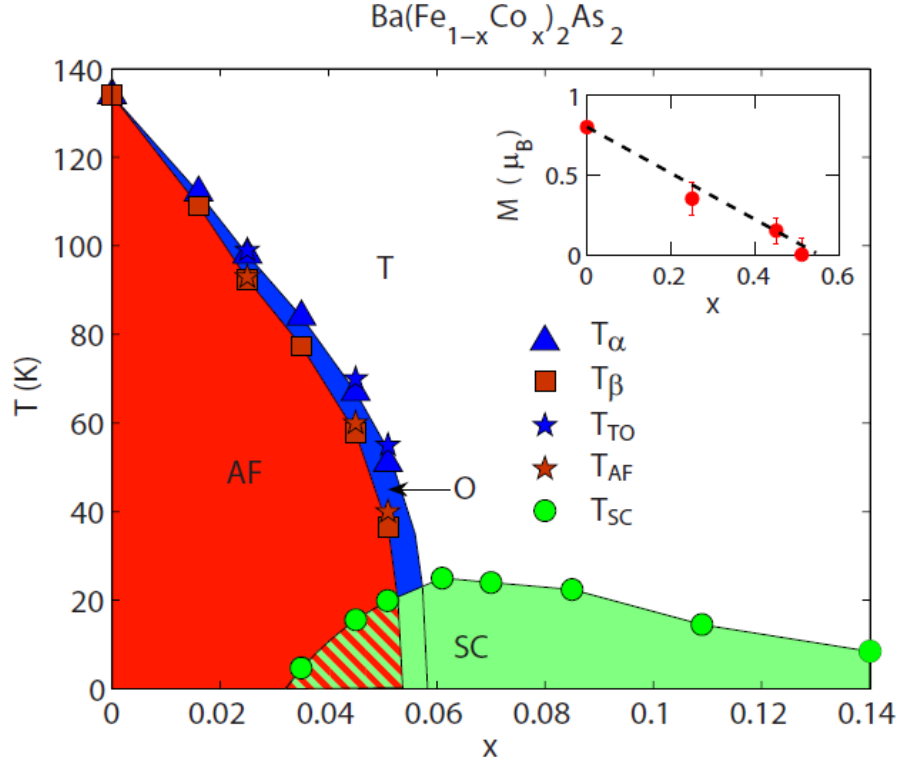 Ba(Fe1−xCox)2As2
140
120
100
80
60
40
20
0
T (K)
0 0.02 0.04 0.06 0.08 0.1 0.12 0.14
x
AF
T
O
SC
1
0.5
0
M ( μB)
0 0.2 0.4 0.6
x
Tα
Tβ
TTO
TAF
TSC